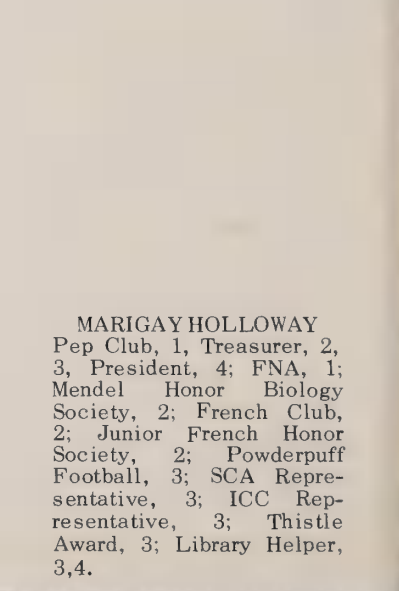 MARIGAY HOLLOWAY
Pep Club, 1, Treasurer, 2,
3, President, 4; FNA, 1;
Mendel Honor Biology
Society, 2; French Club,
2; Junior French Honor
Society, 2; Powderpuff
Football, 3; SCA Repre-
sentative, 3; ICC Rep-
resentative, 3; Thistle
Award, 3; Library Helper,
3,4.